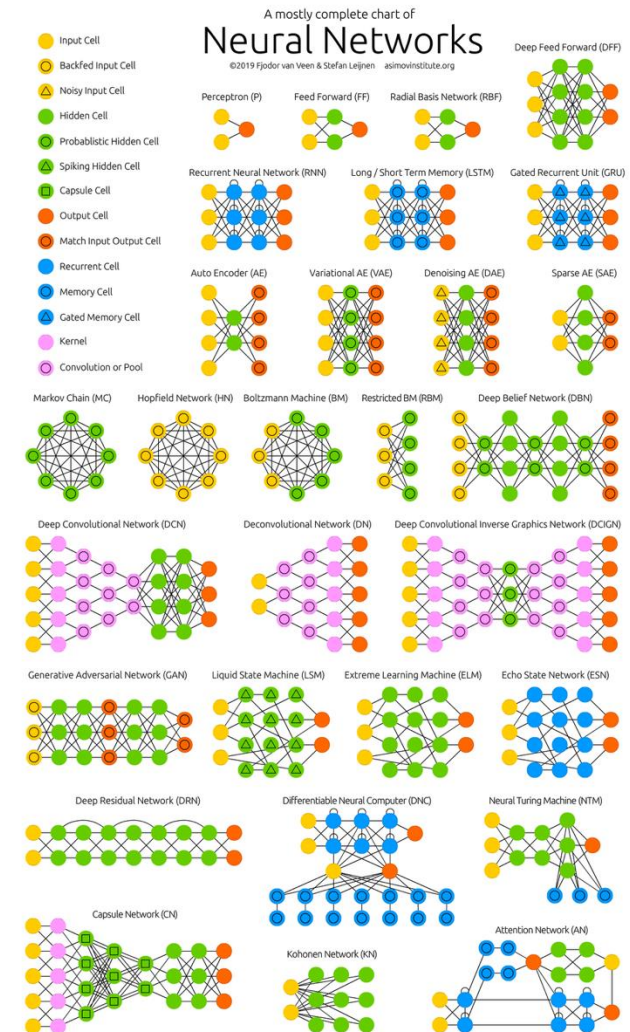 A mostly complete chart of
Neural Networks
©2019 Fjodor van Veen & Stefan Leijnen asimovinstitute.org
Input Cell
Backfed Input Cell
Noisy Input Cell
Hidden Cell
Probablistic Hidden Cell
Spiking Hidden Cell
Capsule Cell
Output Cell
Match Input Output Cell
Recurrent Cell
Memory Cell
Gated Memory Cell
Kernel
Convolution or Pool
Deep Feed Forward (DFF)
Perceptron (P)
Feed Forward (FF)
Radial Basis Network (RBF)
Recurrent Neural Network (RNN)
Long / Short Term Memory (LSTM)
Gated Recurrent Unit (GRU)
Auto Encoder (AE)
Variational AE (VAE)
Denoising AE (DAE)
Sparse AE (SAE)
Markov Chain (MC)
Hopfield Network (HN)
Boltzmann Machine (BM)
Restricted BM (RBM)
Deep Belief Network (DBN)
Deep Convolutional Network (DCN)
Deconvolutional Network (DN)
Deep Convolutional Inverse Graphics Network (DCIGN)
Generative Adversarial Network (GAN)
Liquid State Machine (LSM)
Extreme Learning Machine (ELM)
Echo State Network (ESN)
Deep Residual Network (DRN)
Differentiable Neural Computer (DNC)
Neural Turing Machine (NTM)
Capsule Network (CN)
Kohonen Network (KN)
Attention Network (AN)